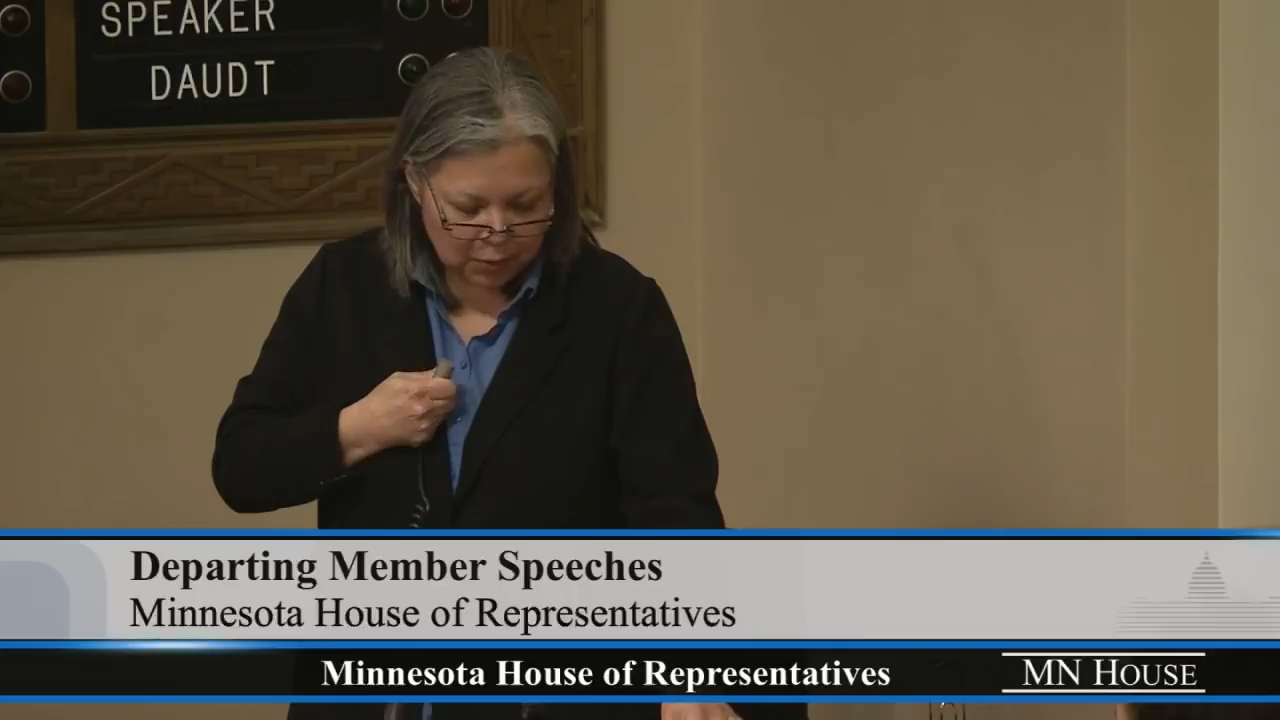 SPEAKER
DAUDT
Departing Member Speeches
Minnesota House of Representatives
Minnesota House of Representatives
MN HOUSE